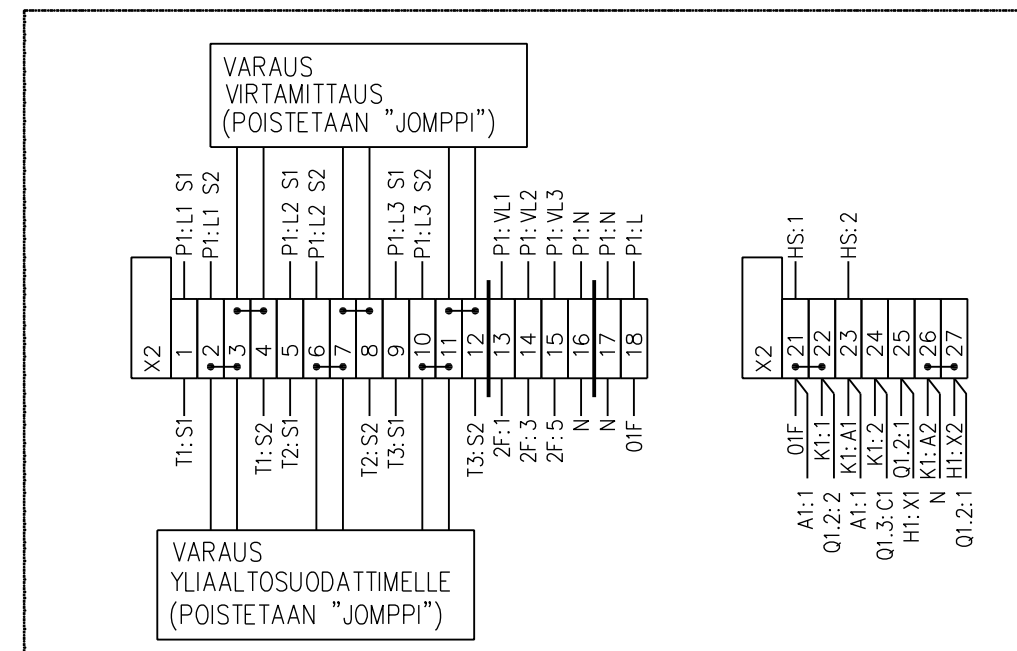 VARAUS
VIRTAMITTAUS
(POISTETAAN "JOMPPI")
P1:L1 S1
P1:L1 S2
P1:L2 S1
P1:L2 S2
P1:L3 S1
P1:L3 S2
P1:VL1
P1:VL2
P1:VL3
P1:N
P1:N
P1:L
X2
1
2
3
4
5
6
7
8
9
10
11
12
13
14
15
16
17
18
T1:S1
T1:S2
T2:S1
T2:S2
T3:S1
T3:S2
2F:1
2F:3
2F:5
N
N
01F
VARAUS
YLIAALTOSUODATTIMELLE
(POISTETAAN "JOMPPI")
HS:1
HS:2
X2
21
22
23
24
25
26
27
01F
K1:1
K1:A1
K1:2
Q1.2:1
K1:A2
H1:X2
A1:1
Q1.2:2
A1:1
Q1.3:C1
H1:X1
N
Q1.2:1